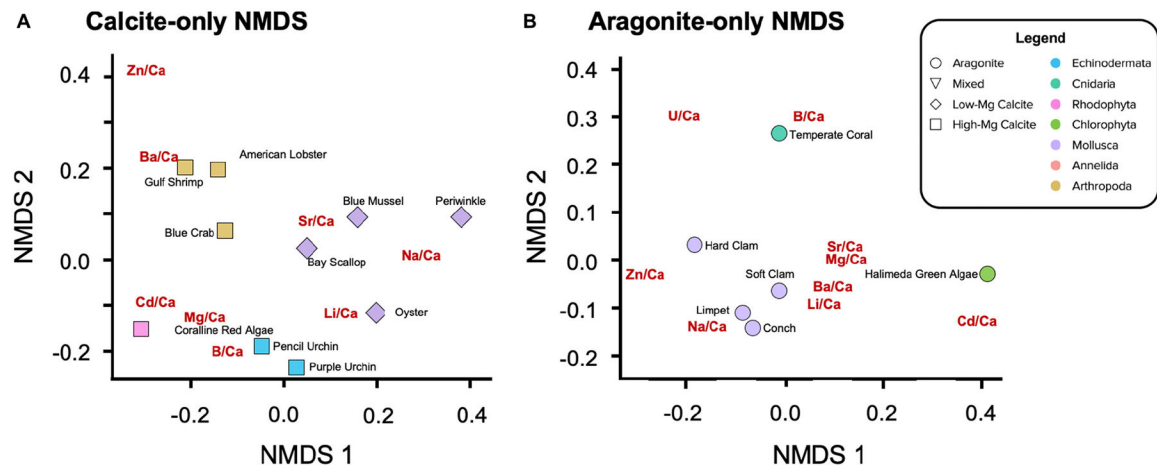 A
Calcite-only NMDS
NMDS 2
0.4
0.2
0.0
-0.2
Zn/Ca
Ba/Ca
American Lobster
Gulf Shrimp
Blue Crab
Blue Mussel
Periwinkle
Sr/Ca
Na/Ca
Bay Scallop
Cd/Ca
Mg/Ca
Li/Ca
Oyster
Coralline Red Algae
B/Ca
Pencil Urchin
Purple Urchin
-0.2
0.0
0.2
0.4
NMDS 1
B
Aragonite-only NMDS
NMDS 2
0.4
0.3
0.2
0.1
0.0
-0.1
-0.2
U/Ca
B/Ca
Temperate Coral
Hard Clam
Sr/Ca
Mg/Ca
Zn/Ca
Soft Clam
Halimeda Green Algae
Ba/Ca
Li/Ca
Limpet
Na/Ca
Conch
Cd/Ca
-0.2
0.0
0.2
0.4
NMDS 1
Legend
Aragonite
Mixed
Low-Mg Calcite
High-Mg Calcite
Echinodermata
Cnidaria
Rhodophyta
Chlorophyta
Mollusca
Annelida
Arthropoda